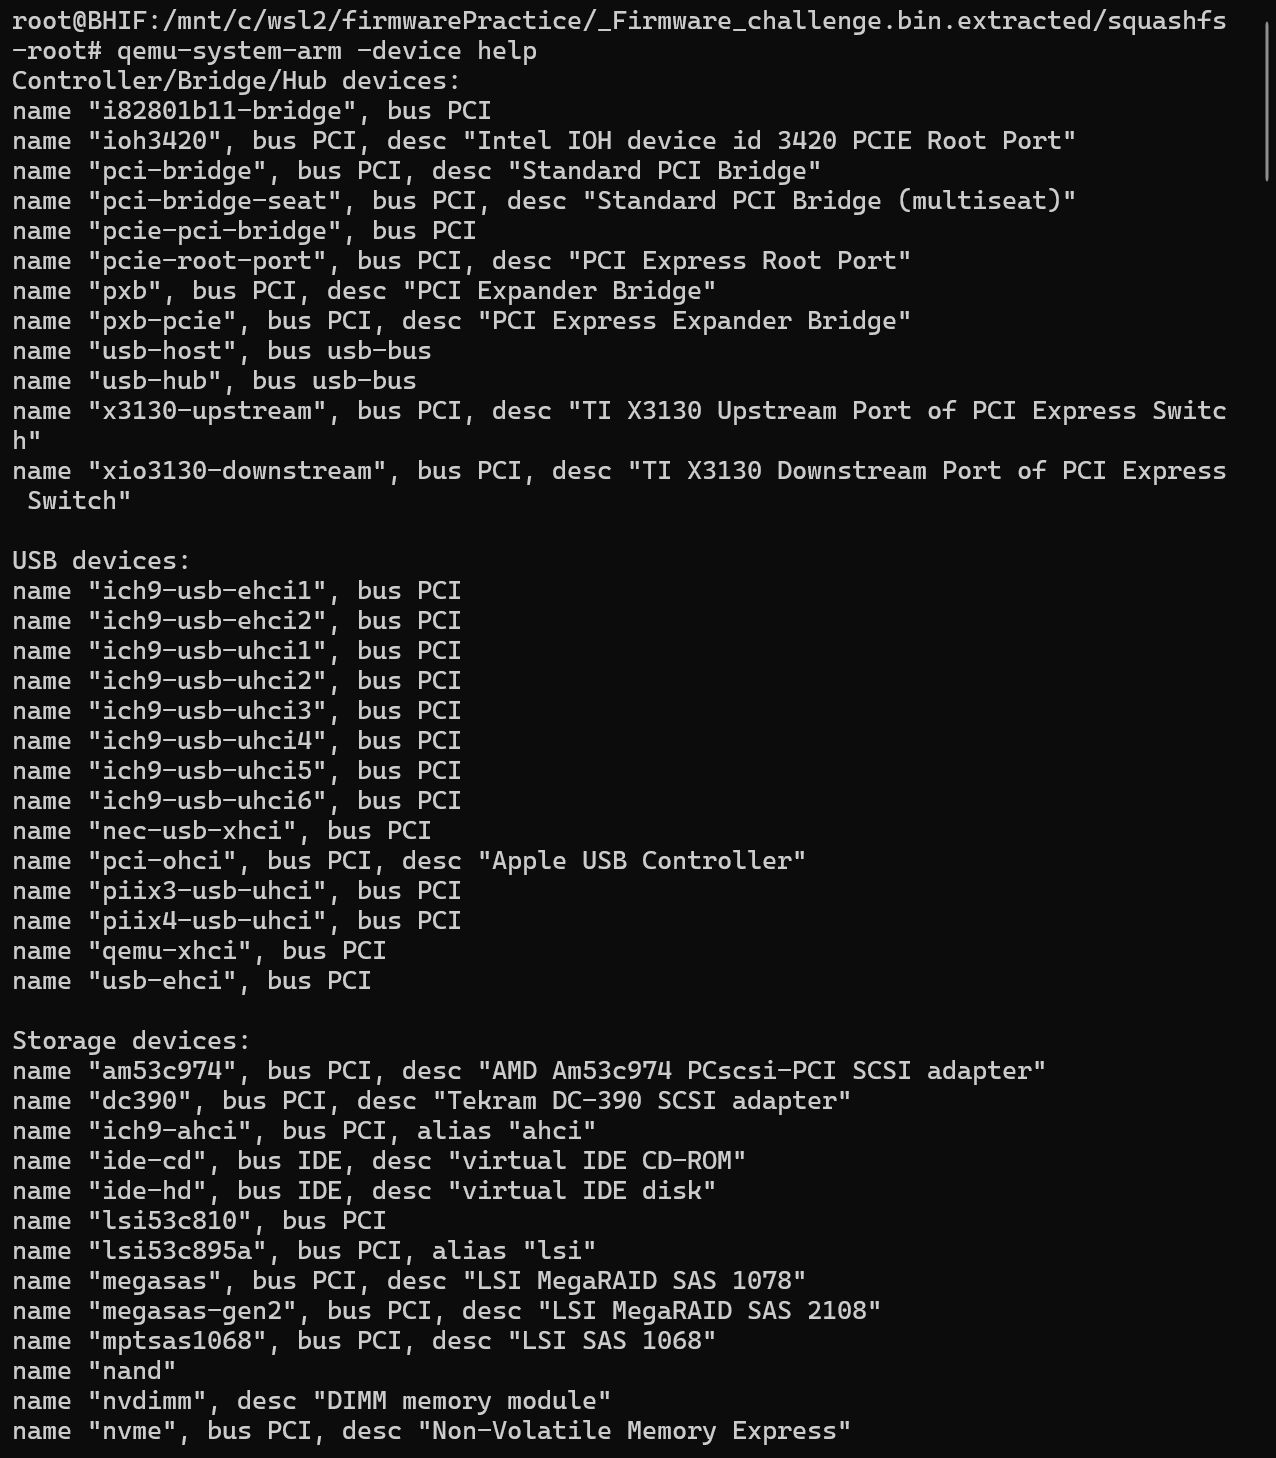 root@BHIF:/mnt/c/wsl2/firmwarePractice/_Firmware_challenge.bin.extracted/squashfs
-root# qemu-system-arm -device help
Controller/Bridge/Hub devices:
name "i82801b11-bridge", bus PCI
name "ioh3420", bus PCI, desc "Intel IOH device id 3420 PCIE Root Port"
name "pci-bridge", bus PCI, desc "Standard PCI Bridge"
name "pci-bridge-seat", bus PCI, desc "Standard PCI Bridge (multiseat)"
name "pcie-pci-bridge", bus PCI
name "pcie-root-port", bus PCI, desc "PCI Express Root Port"
name "pxb", bus PCI, desc "PCI Expander Bridge"
name "pxb-pcie", bus PCI, desc "PCI Express Expander Bridge"
name "usb-host", bus usb-bus
name "usb-hub", bus usb-bus
name "x3130-upstream", bus PCI, desc "TI X3130 Upstream Port of PCI Express Switc
h"
name "xio3130-downstream", bus PCI, desc "TI X3130 Downstream Port of PCI Express
 Switch"

USB devices:
name "ich9-usb-ehci1", bus PCI
name "ich9-usb-ehci2", bus PCI
name "ich9-usb-uhci1", bus PCI
name "ich9-usb-uhci2", bus PCI
name "ich9-usb-uhci3", bus PCI
name "ich9-usb-uhci4", bus PCI
name "ich9-usb-uhci5", bus PCI
name "ich9-usb-uhci6", bus PCI
name "nec-usb-xhci", bus PCI
name "pci-ohci", bus PCI, desc "Apple USB Controller"
name "piix3-usb-uhci", bus PCI
name "piix4-usb-uhci", bus PCI
name "qemu-xhci", bus PCI
name "usb-ehci", bus PCI

Storage devices:
name "am53c974", bus PCI, desc "AMD Am53c974 PCscsi-PCI SCSI adapter"
name "dc390", bus PCI, desc "Tekram DC-390 SCSI adapter"
name "ich9-ahci", bus PCI, alias "ahci"
name "ide-cd", bus IDE, desc "virtual IDE CD-ROM"
name "ide-hd", bus IDE, desc "virtual IDE disk"
name "lsi53c810", bus PCI
name "lsi53c895a", bus PCI, alias "lsi"
name "megasas", bus PCI, desc "LSI MegaRAID SAS 1078"
name "megasas-gen2", bus PCI, desc "LSI MegaRAID SAS 2108"
name "mptsas1068", bus PCI, desc "LSI SAS 1068"
name "nand"
name "nvdimm", desc "DIMM memory module"
name "nvme", bus PCI, desc "Non-Volatile Memory Express"